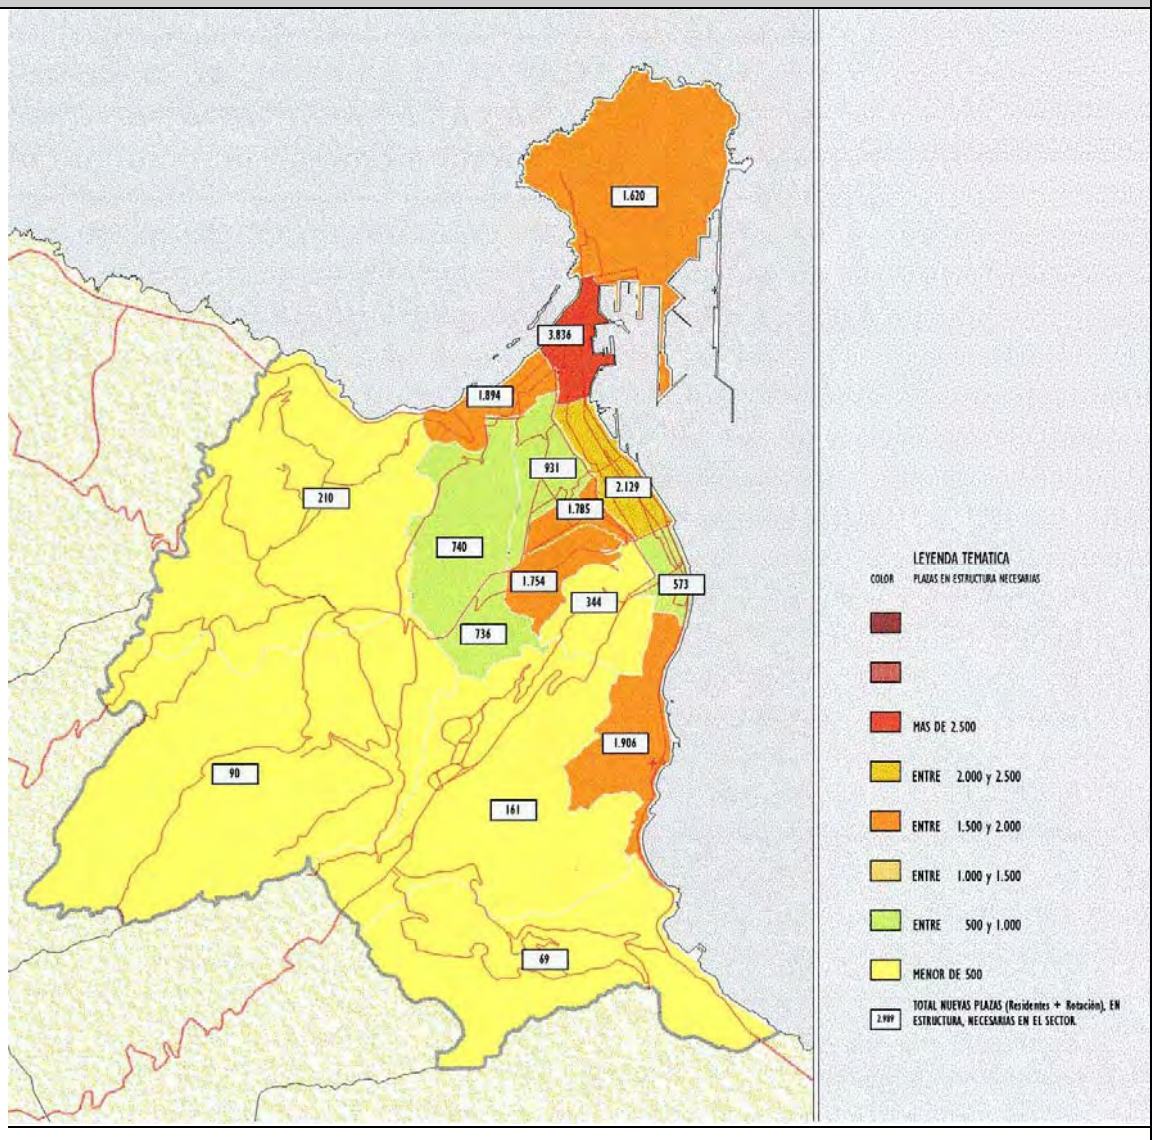 1.620
3.836
1.894
931
2.129
210
1.785
740
1.754
573
344
736
1.906
90
161
69
LEYENDA TEMATICA
COLOR PLAZAS EN ESTRUCTURA NECESARIAS
MAS DE 2.500
ENTRE 2.000 y 2.500
ENTRE 1.500 y 2.000
ENTRE 1.000 y 1.500
ENTRE 500 y 1.000
MENOR DE 500
2.989 TOTAL NUEVAS PLAZAS (Residentes + Rotación), EN
ESTRUCTURA, NECESARIAS EN EL SECTOR.